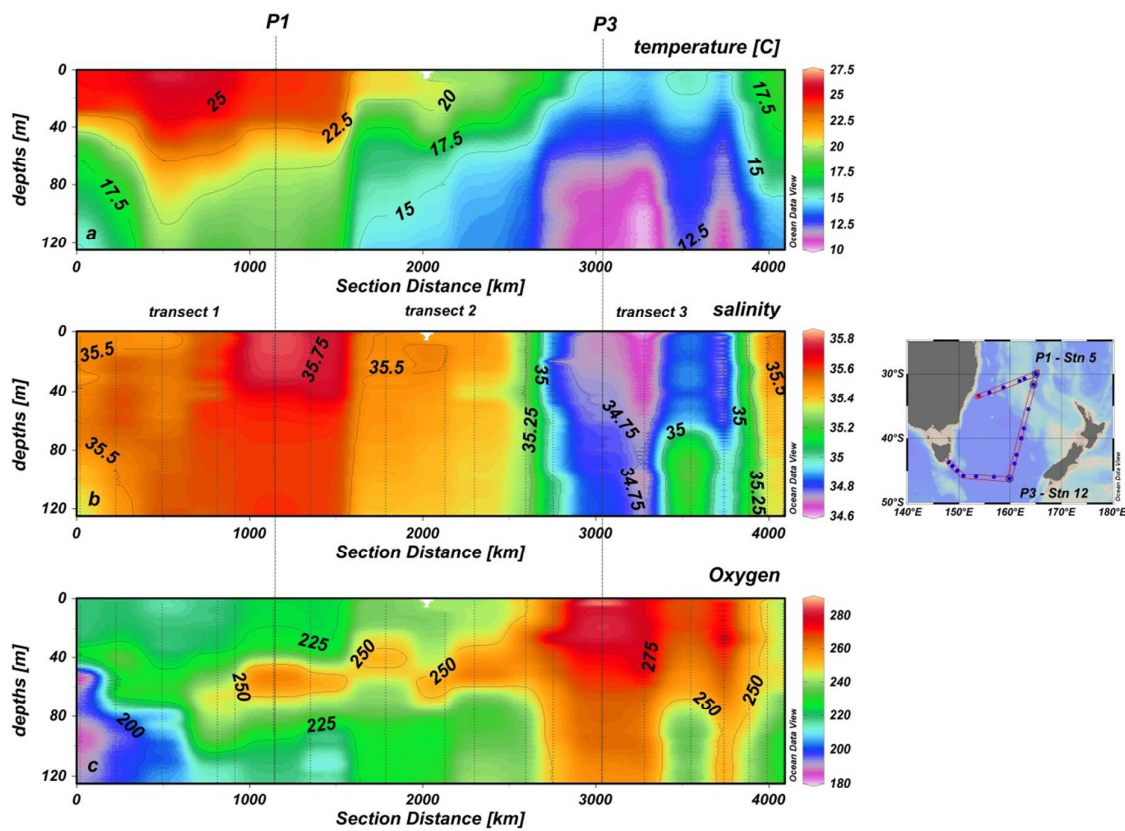 P1 P3
temperature [C]
0 40 80 120
depths [m]
25 22.5 20 17.5 17.5 15 17.5 15 12.5
a
27.5 25 22.5 20 17.5 15 12.5 10
Ocean Data View
0 1000 2000 3000 4000
Section Distance [km]
transect 1 transect 2 transect 3 salinity
0 40 80 120
depths [m]
35.5 35.75 35.5 35 35.25 34.75 35 35 35.5 35.5 34.75 35.25
b
35.8 35.6 35.4 35.2 35 34.8 34.6
Ocean Data View
0 1000 2000 3000 4000
Section Distance [km]
30°S 40°S 50°S
P1 - Stn 5
P3 - Stn 12
140°E 150°E 160°E 170°E 180°E
Ocean Data View
Oxygen
0 40 80 120
depths [m]
225 250 250 250 275 250 250 200 225
c
280 260 240 220 200 180
Ocean Data View
0 1000 2000 3000 4000
Section Distance [km]